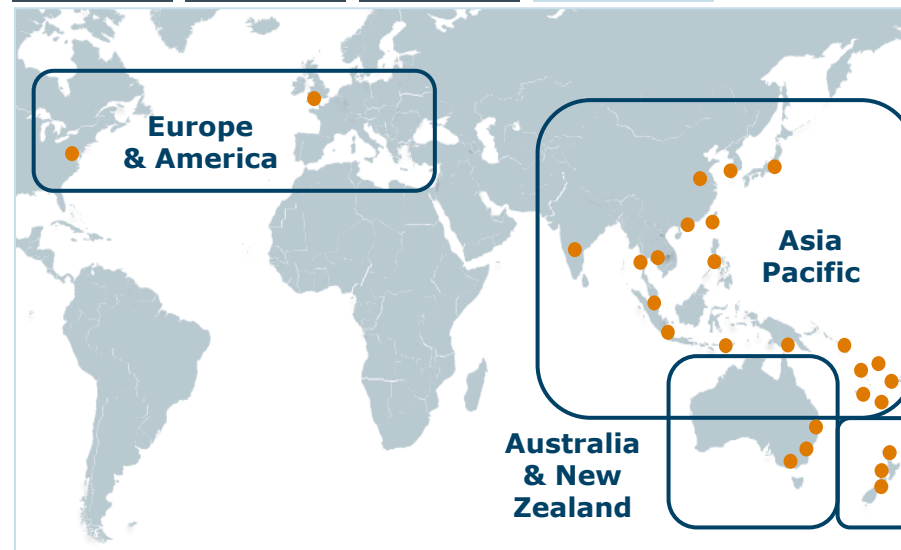 Europe
& America
Asia
Pacific
Australia
& New
Zealand